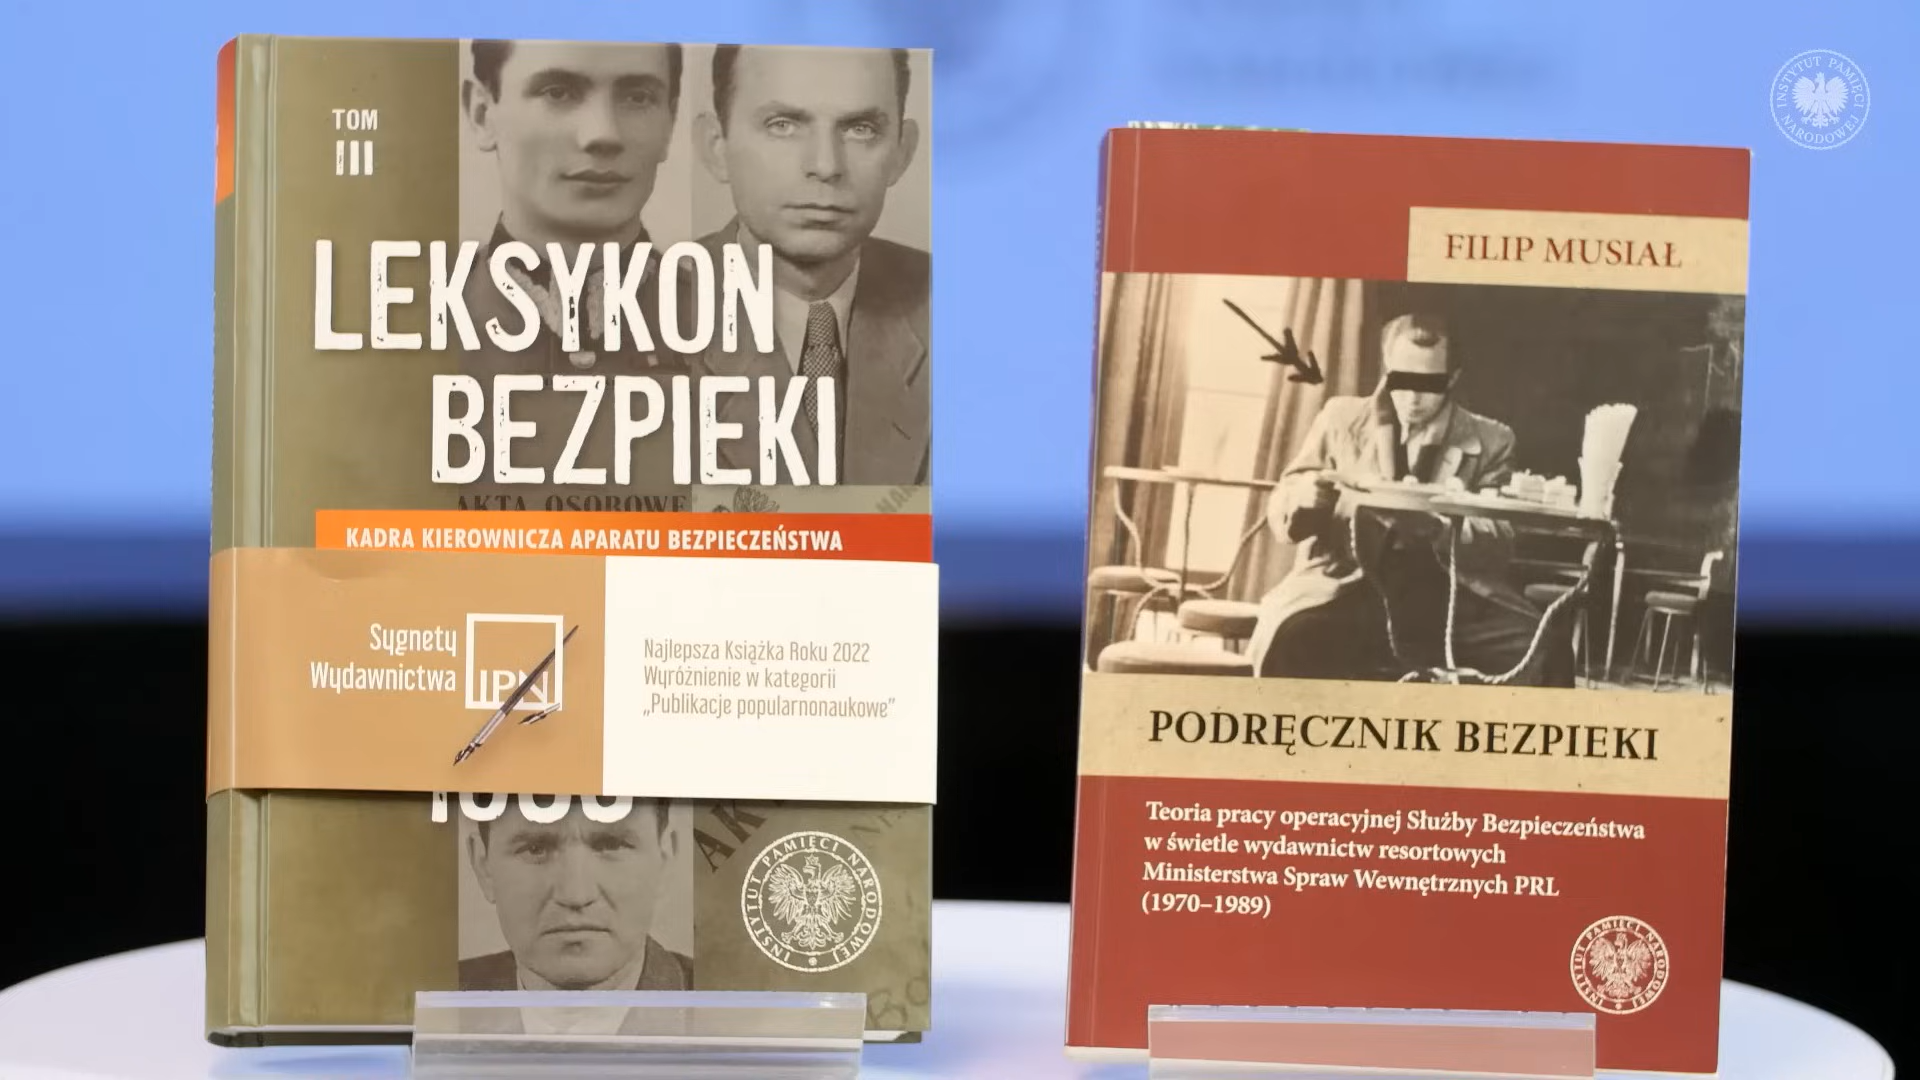 TOM
III
LEKSYKON
BEZPIEKI
AKTA OSOBOWE
KADRA KIEROWNICZA APARATU BEZPIECZEŃSTWA
Sygnety
Wydawnictwa
IPN
Najlepsza Książka Roku 2022
Wyróżnienie w kategorii
„Publikacje popularnonaukowe”
INSTYTUT PAMIĘCI NARODOWEJ
FILIP MUSIAŁ
PODRĘCZNIK BEZPIEKI
Teoria pracy operacyjnej Służby Bezpieczeństwa
w świetle wydawnictw resortowych
Ministerstwa Spraw Wewnętrznych PRL
(1970–1989)
INSTYTUT PAMIĘCI NARODOWEJ
INSTYTUT PAMIĘCI NARODOWEJ